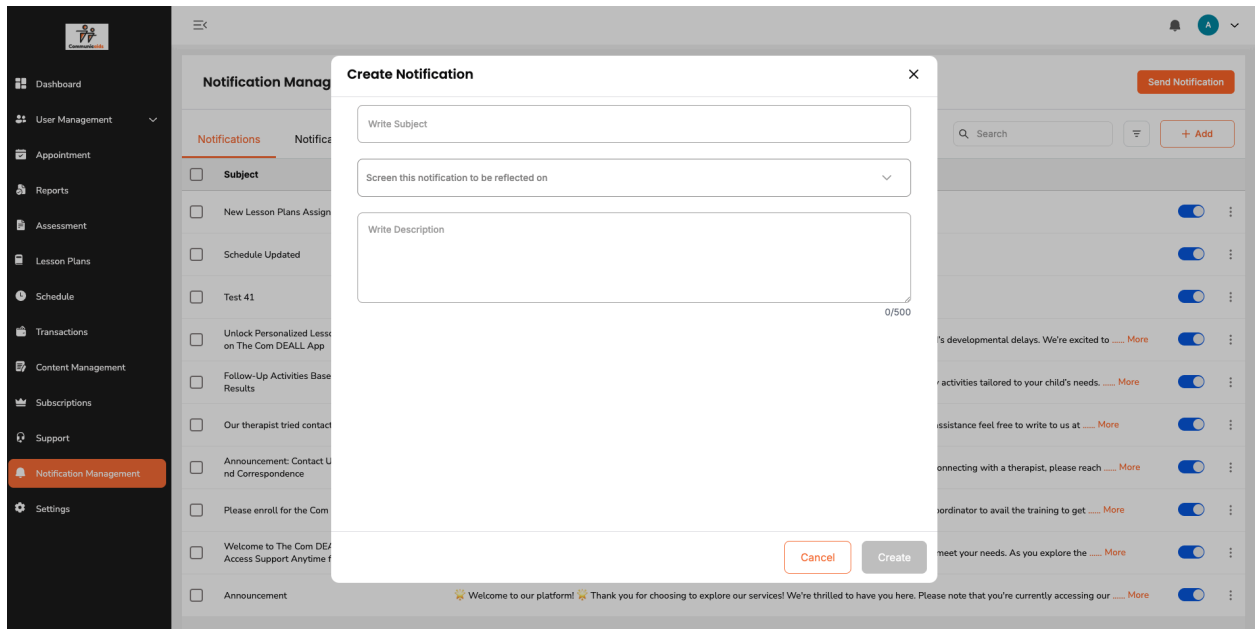 Communicaids
A
Dashboard
User Management
Appointment
Reports
Assessment
Lesson Plans
Schedule
Transactions
Content Management
Subscriptions
Support
Notification Management
Settings
Notification Manag
Send Notification
Notifications
Notifica
Search
+ Add
Subject
New Lesson Plans Assign
Schedule Updated
Test 41
Unlock Personalized Less
on The Com DEALL App
's developmental delays. We're excited to ...... More
Follow-Up Activities Base
Results
activities tailored to your child's needs. ...... More
Our therapist tried contact
assistance feel free to write to us at ...... More
Announcement: Contact U
nd Correspondence
onnecting with a therapist, please reach ...... More
Please enroll for the Com
ordinator to avail the training to get ...... More
Welcome to The Com DEA
Access Support Anytime f
meet your needs. As you explore the ...... More
Announcement
Welcome to our platform! Thank you for choosing to explore our services! We're thrilled to have you here. Please note that you're currently accessing our ...... More
Create Notification
Write Subject
Screen this notification to be reflected on
Write Description
0/500
Cancel
Create